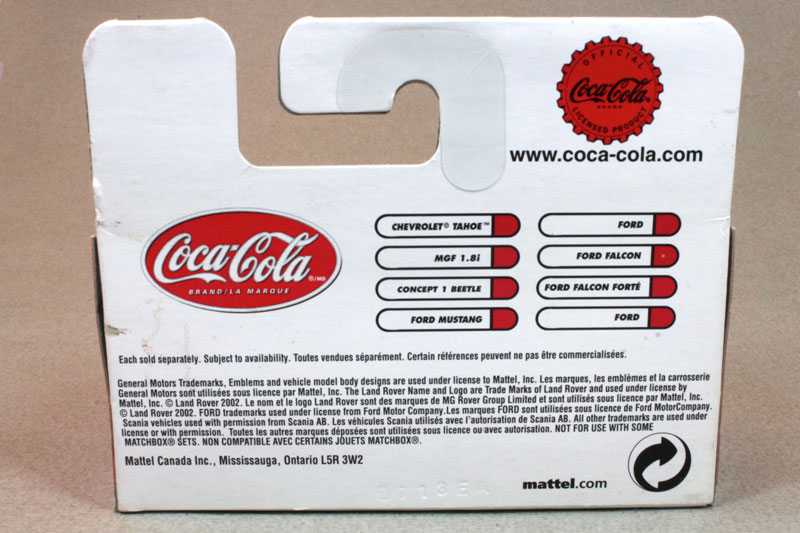 OFFICIAL
Coca-Cola
BRAND
LICENSED PRODUCT
www.coca-cola.com
Coca-Cola
©/MD
BRAND/LA MARQUE
CHEVROLET® TAHOE™
MGF 1.8i
CONCEPT 1 BEETLE
FORD MUSTANG
FORD
FORD FALCON
FORD FALCON FORTÉ
FORD
Each sold separately. Subject to availability. Toutes vendues séparément. Certain références peuvent ne pas être commercialisées.
General Motors Trademarks, Emblems and vehicle model body designs are used under license to Mattel, Inc. Les marques, les emblèmes et la carrosserie
General Motors sont utilisées sous licence par Mattel, Inc. The Land Rover Name and Logo are Trade Marks of Land Rover and used under license by
Mattel, Inc. © Land Rover 2002. Le nom et le logo Land Rover sont des marques de MG Rover Group Limited et sont utilisés sous licence par Mattel, Inc.
© Land Rover 2002. FORD trademarks used under license from Ford Motor Company.Les marques FORD sont utilisées sous licence de Ford MotorCompany.
Scania vehicles used with permission from Scania AB. Les véhicules Scania utilisés avec l'autorisation de Scania AB. All other trademarks are used under
license or with permission. Toutes les autres marques déposées sont utilisées sous licence ou avec autorisation. NOT FOR USE WITH SOME
MATCHBOX® SETS. NON COMPATIBLE AVEC CERTAINS JOUETS MATCHBOX®.
Mattel Canada Inc., Mississauga, Ontario L5R 3W2
mattel.com